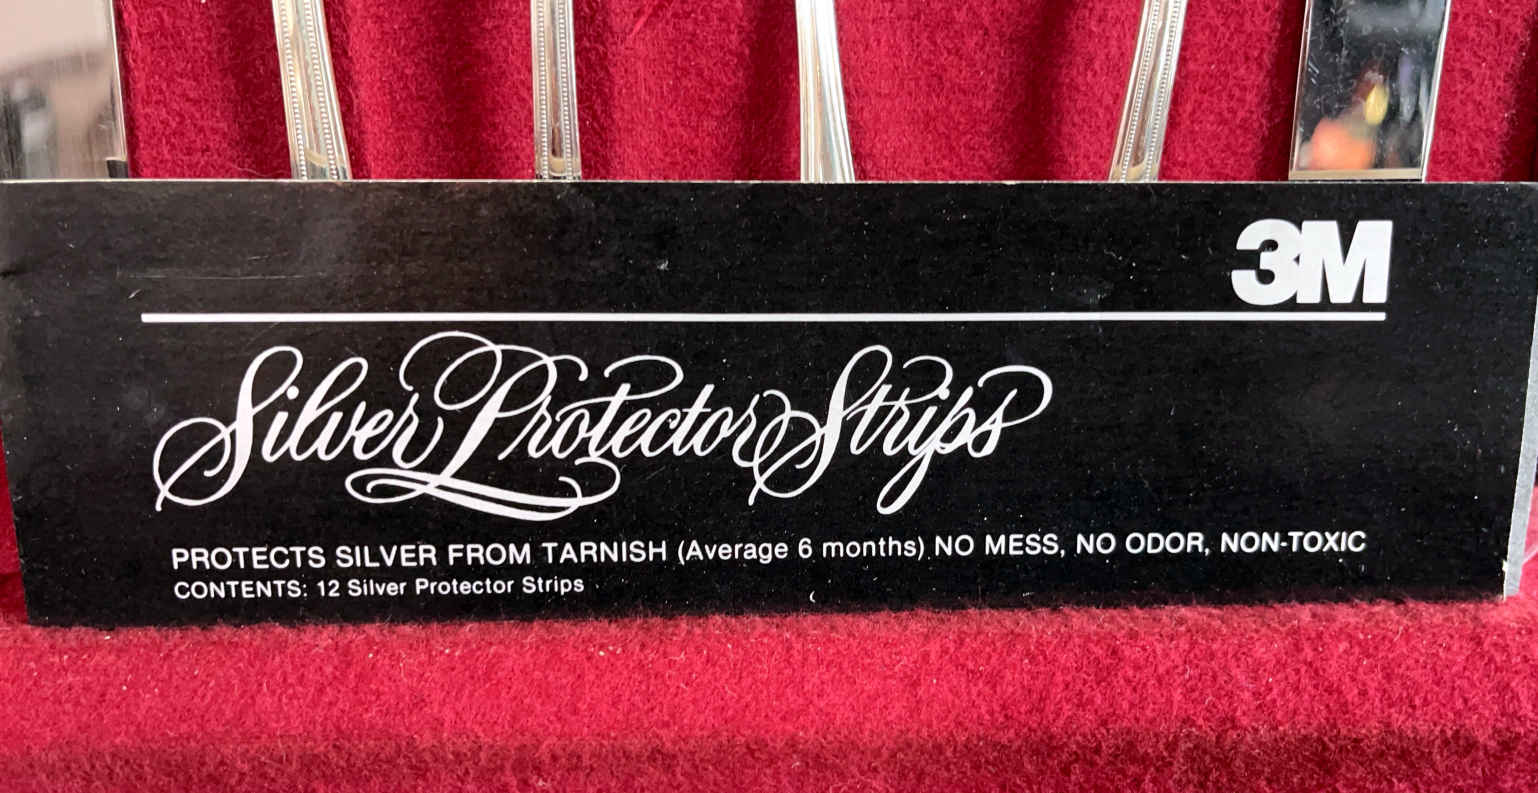 3M
Silver Protector Strips
PROTECTS SILVER FROM TARNISH (Average 6 months). NO MESS, NO ODOR, NON-TOXIC
CONTENTS: 12 Silver Protector Strips